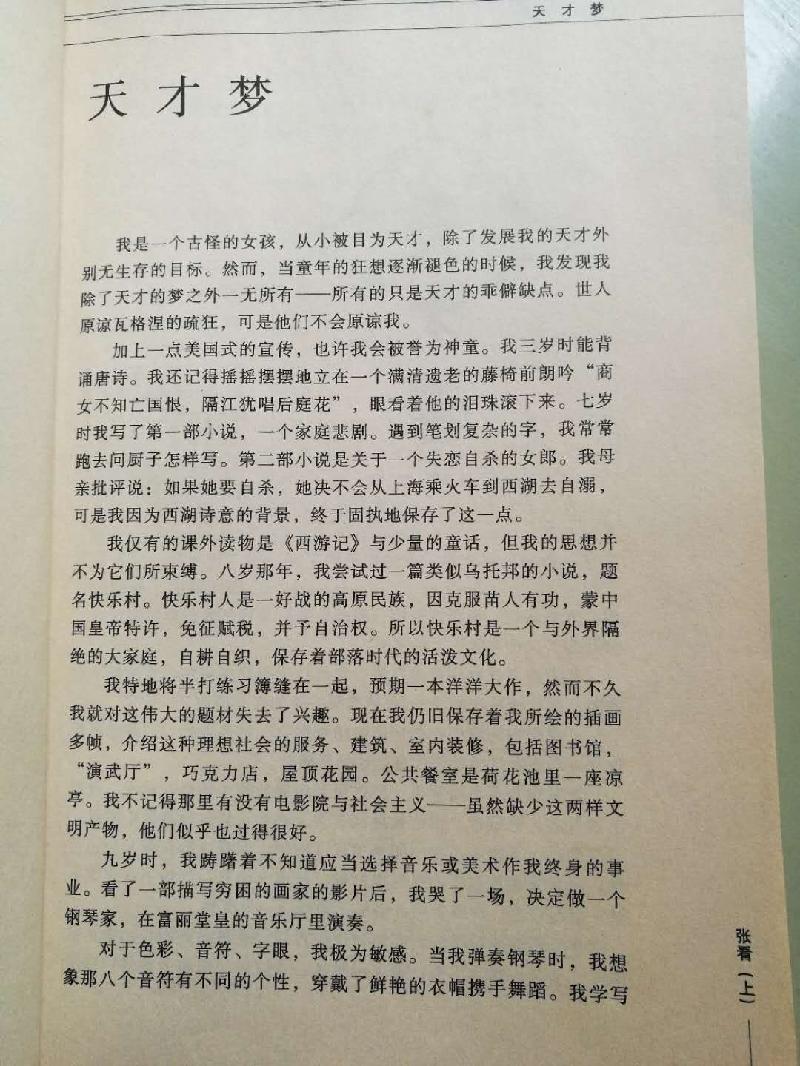 天才梦
天才梦
我是一个古怪的女孩，从小被目为天才，除了发展我的天才外
别无生存的目标。然而，当童年的狂想逐渐褪色的时候，我发现我
除了天才的梦之外一无所有——所有的只是天才的乖僻缺点。世人
原谅瓦格涅的疏狂，可是他们不会原谅我。
加上一点美国式的宣传，也许我会被誉为神童。我三岁时能背
诵唐诗。我还记得摇摇摆摆地立在一个满清遗老的藤椅前朗吟“商
女不知亡国恨，隔江犹唱后庭花”，眼看着他的泪珠滚下来。七岁
时我写了第一部小说，一个家庭悲剧。遇到笔划复杂的字，我常常
跑去问厨子怎样写。第二部小说是关于一个失恋自杀的女郎。我母
亲批评说：如果她要自杀，她决不会从上海乘火车到西湖去自溺，
可是我因为西湖诗意的背景，终于固执地保存了这一点。
我仅有的课外读物是《西游记》与少量的童话，但我的思想并
不为它们所束缚。八岁那年，我尝试过一篇类似乌托邦的小说，题
名快乐村。快乐村人是一好战的高原民族，因克服苗人有功，蒙中
国皇帝特许，免征赋税，并予自治权。所以快乐村是一个与外界隔
绝的大家庭，自耕自织，保存着部落时代的活泼文化。
我特地将半打练习簿缝在一起，预期一本洋洋大作，然而不久
我就对这伟大的题材失去了兴趣。现在我仍旧保存着我所绘的插画
多帧，介绍这种理想社会的服务、建筑、室内装修，包括图书馆，
“演武厅”，巧克力店，屋顶花园。公共餐室是荷花池里一座凉
亭。我不记得那里有没有电影院与社会主义——虽然缺少这两样文
明产物，他们似乎也过得很好。
九岁时，我踌躇着不知道应当选择音乐或美术作我终身的事
业。看了一部描写穷困的画家的影片后，我哭了一场，决定做一个
钢琴家，在富丽堂皇的音乐厅里演奏。
对于色彩、音符、字眼，我极为敏感。当我弹奏钢琴时，我想
象那八个音符有不同的个性，穿戴了鲜艳的衣帽携手舞蹈。我学写
张看（上）